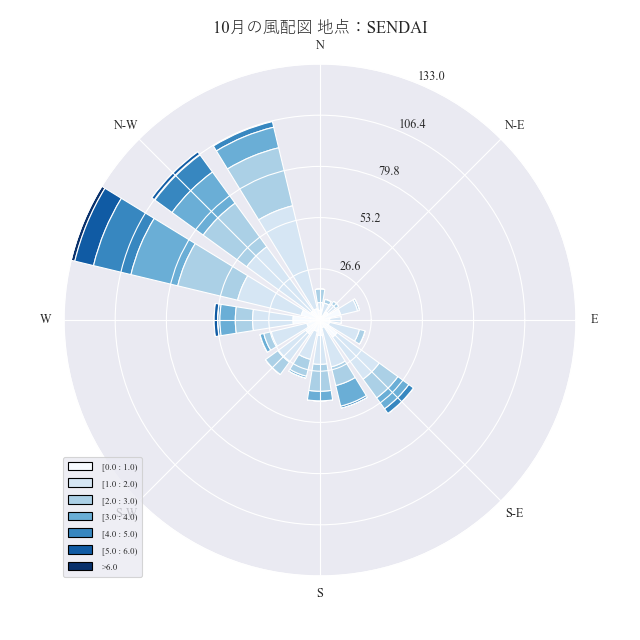 10月の風配図 地点：SENDAI
N
133.0
N-W
N-E
106.4
79.8
53.2
26.6
W
E
[0.0 : 1.0)
[1.0 : 2.0)
[2.0 : 3.0)
[3.0 : 4.0)
[4.0 : 5.0)
[5.0 : 6.0)
>6.0
S-W
S-E
S